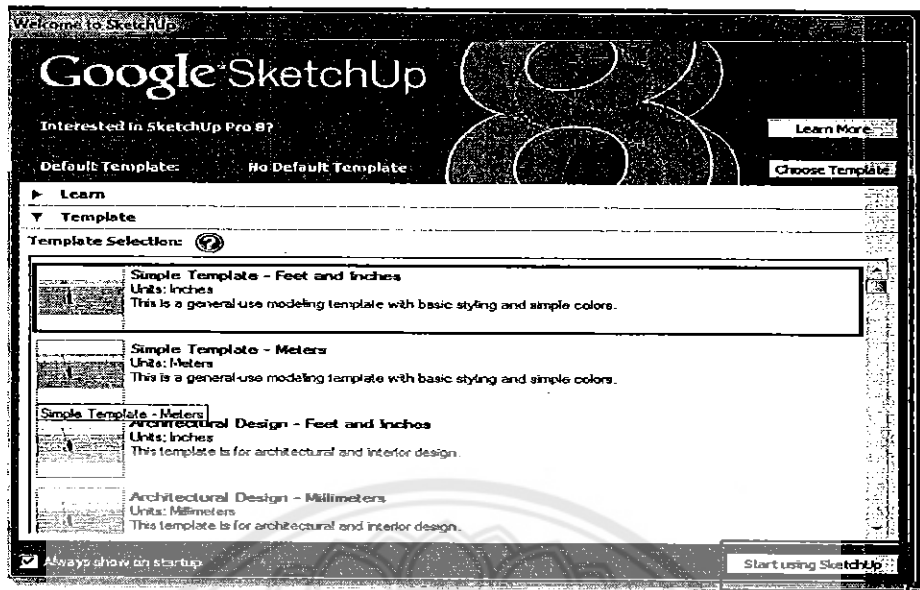 Welcome to SketchUp
Google SketchUp 8
Interested in SketchUp Pro 8?
Learn More
Default Template: No Default Template
Choose Template
Learn
Template
Template Selection:
Simple Template - Feet and Inches
Units: Inches
This is a general use modeling template with basic styling and simple colors.
Simple Template - Meters
Units: Meters
This is a general-use modeling template with basic styling and simple colors.
Simple Template - Meters
Architectural Design - Feet and Inches
Units: Inches
This template is for architectural and interior design.
Architectural Design - Millimeters
Units: Millimeters
This template is for architectural and interior design.
Always show on startup
Start using SketchUp